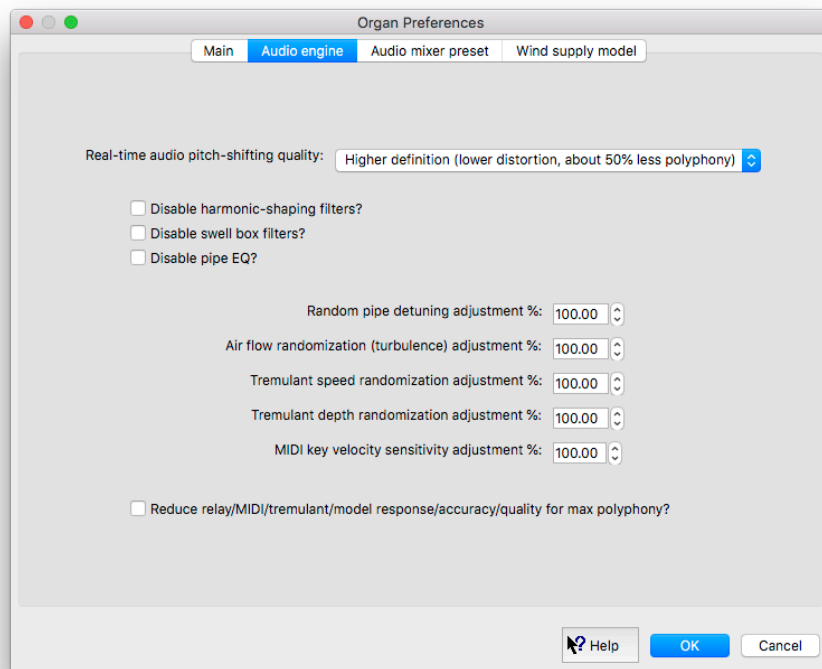 Organ Preferences
Main Audio engine Audio mixer preset Wind supply model
Real-time audio pitch-shifting quality: Higher definition (lower distortion, about 50% less polyphony)
Disable harmonic-shaping filters?
Disable swell box filters?
Disable pipe EQ?
Random pipe detuning adjustment %: 100.00
Air flow randomization (turbulence) adjustment %: 100.00
Tremulant speed randomization adjustment %: 100.00
Tremulant depth randomization adjustment %: 100.00
MIDI key velocity sensitivity adjustment %: 100.00
Reduce relay/MIDI/tremulant/model response/accuracy/quality for max polyphony?
? Help OK Cancel